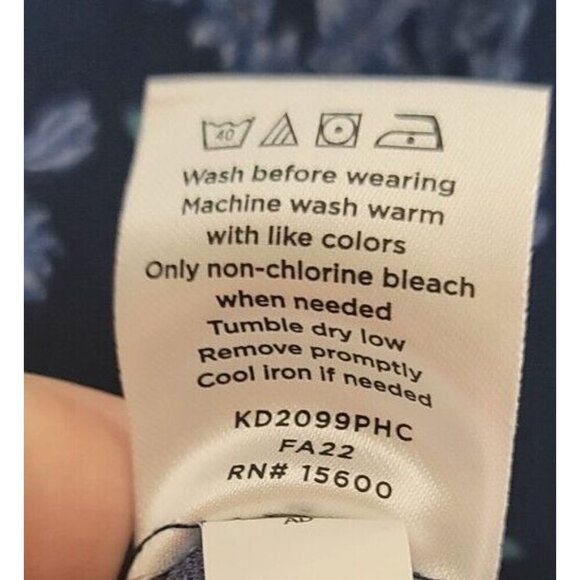 40
Wash before wearing
Machine wash warm
with like colors
Only non-chlorine bleach
when needed
Tumble dry low
Remove promptly
Cool iron if needed
KD2099PHC
FA22
RN# 15600